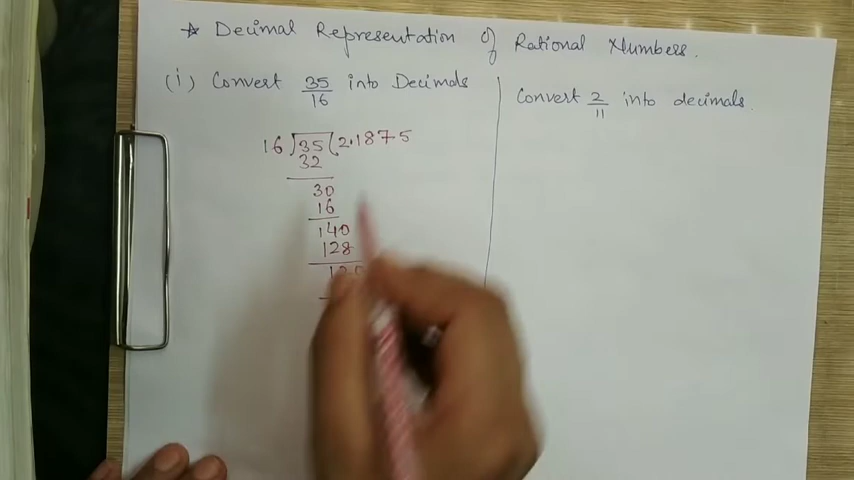 ★ Decimal Representation of Rational Numbers.
(i) Convert 35/16 into Decimals
16)35(2.1875
32
30
16
140
128
Convert 2/11 into decimals.